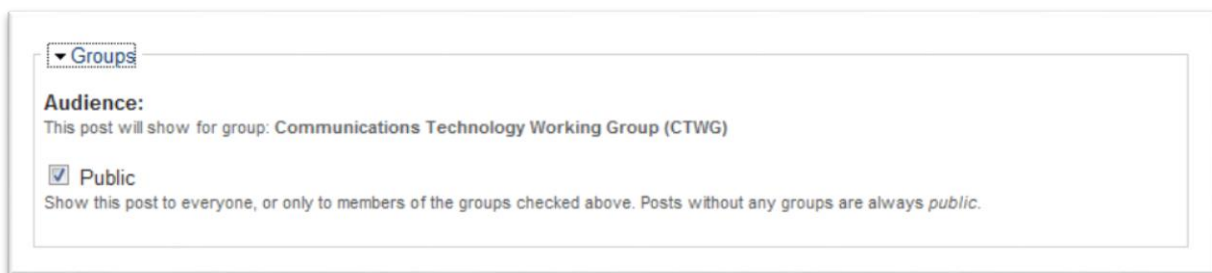 Groups
Audience:
This post will show for group: Communications Technology Working Group (CTWG)
Public
Show this post to everyone, or only to members of the groups checked above. Posts without any groups are always public.